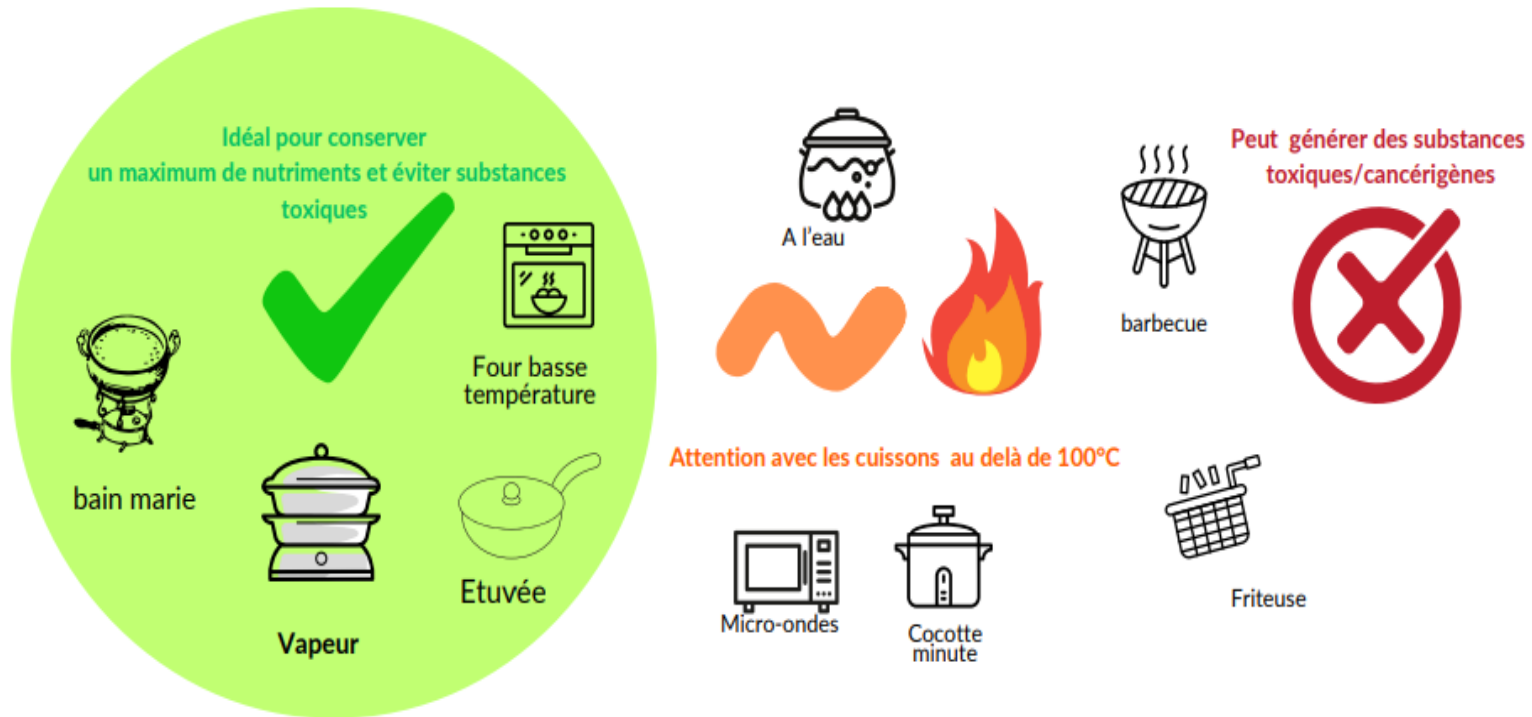 Idéal pour conserver
un maximum de nutriments et éviter substances
toxiques
Four basse
température
bain marie
Etuvée
Vapeur
A l'eau
Attention avec les cuissons au delà de 100°C
Micro-ondes
Cocotte
minute
Peut générer des substances
toxiques/cancérigènes
barbecue
Friteuse